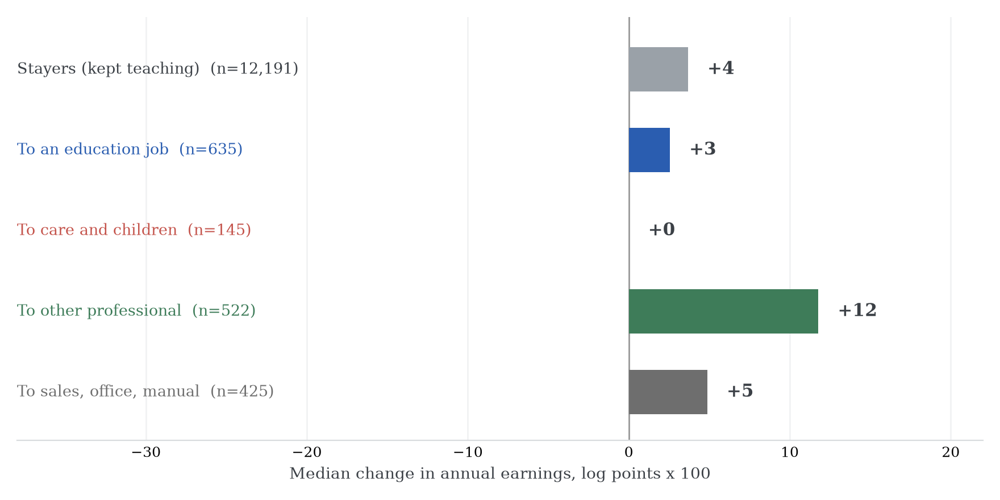 Stayers (kept teaching)  (n=12,191) +4
To an education job  (n=635) +3
To care and children  (n=145) +0
To other professional  (n=522) +12
To sales, office, manual  (n=425) +5
−30 −20 −10 0 10 20
Median change in annual earnings, log points x 100